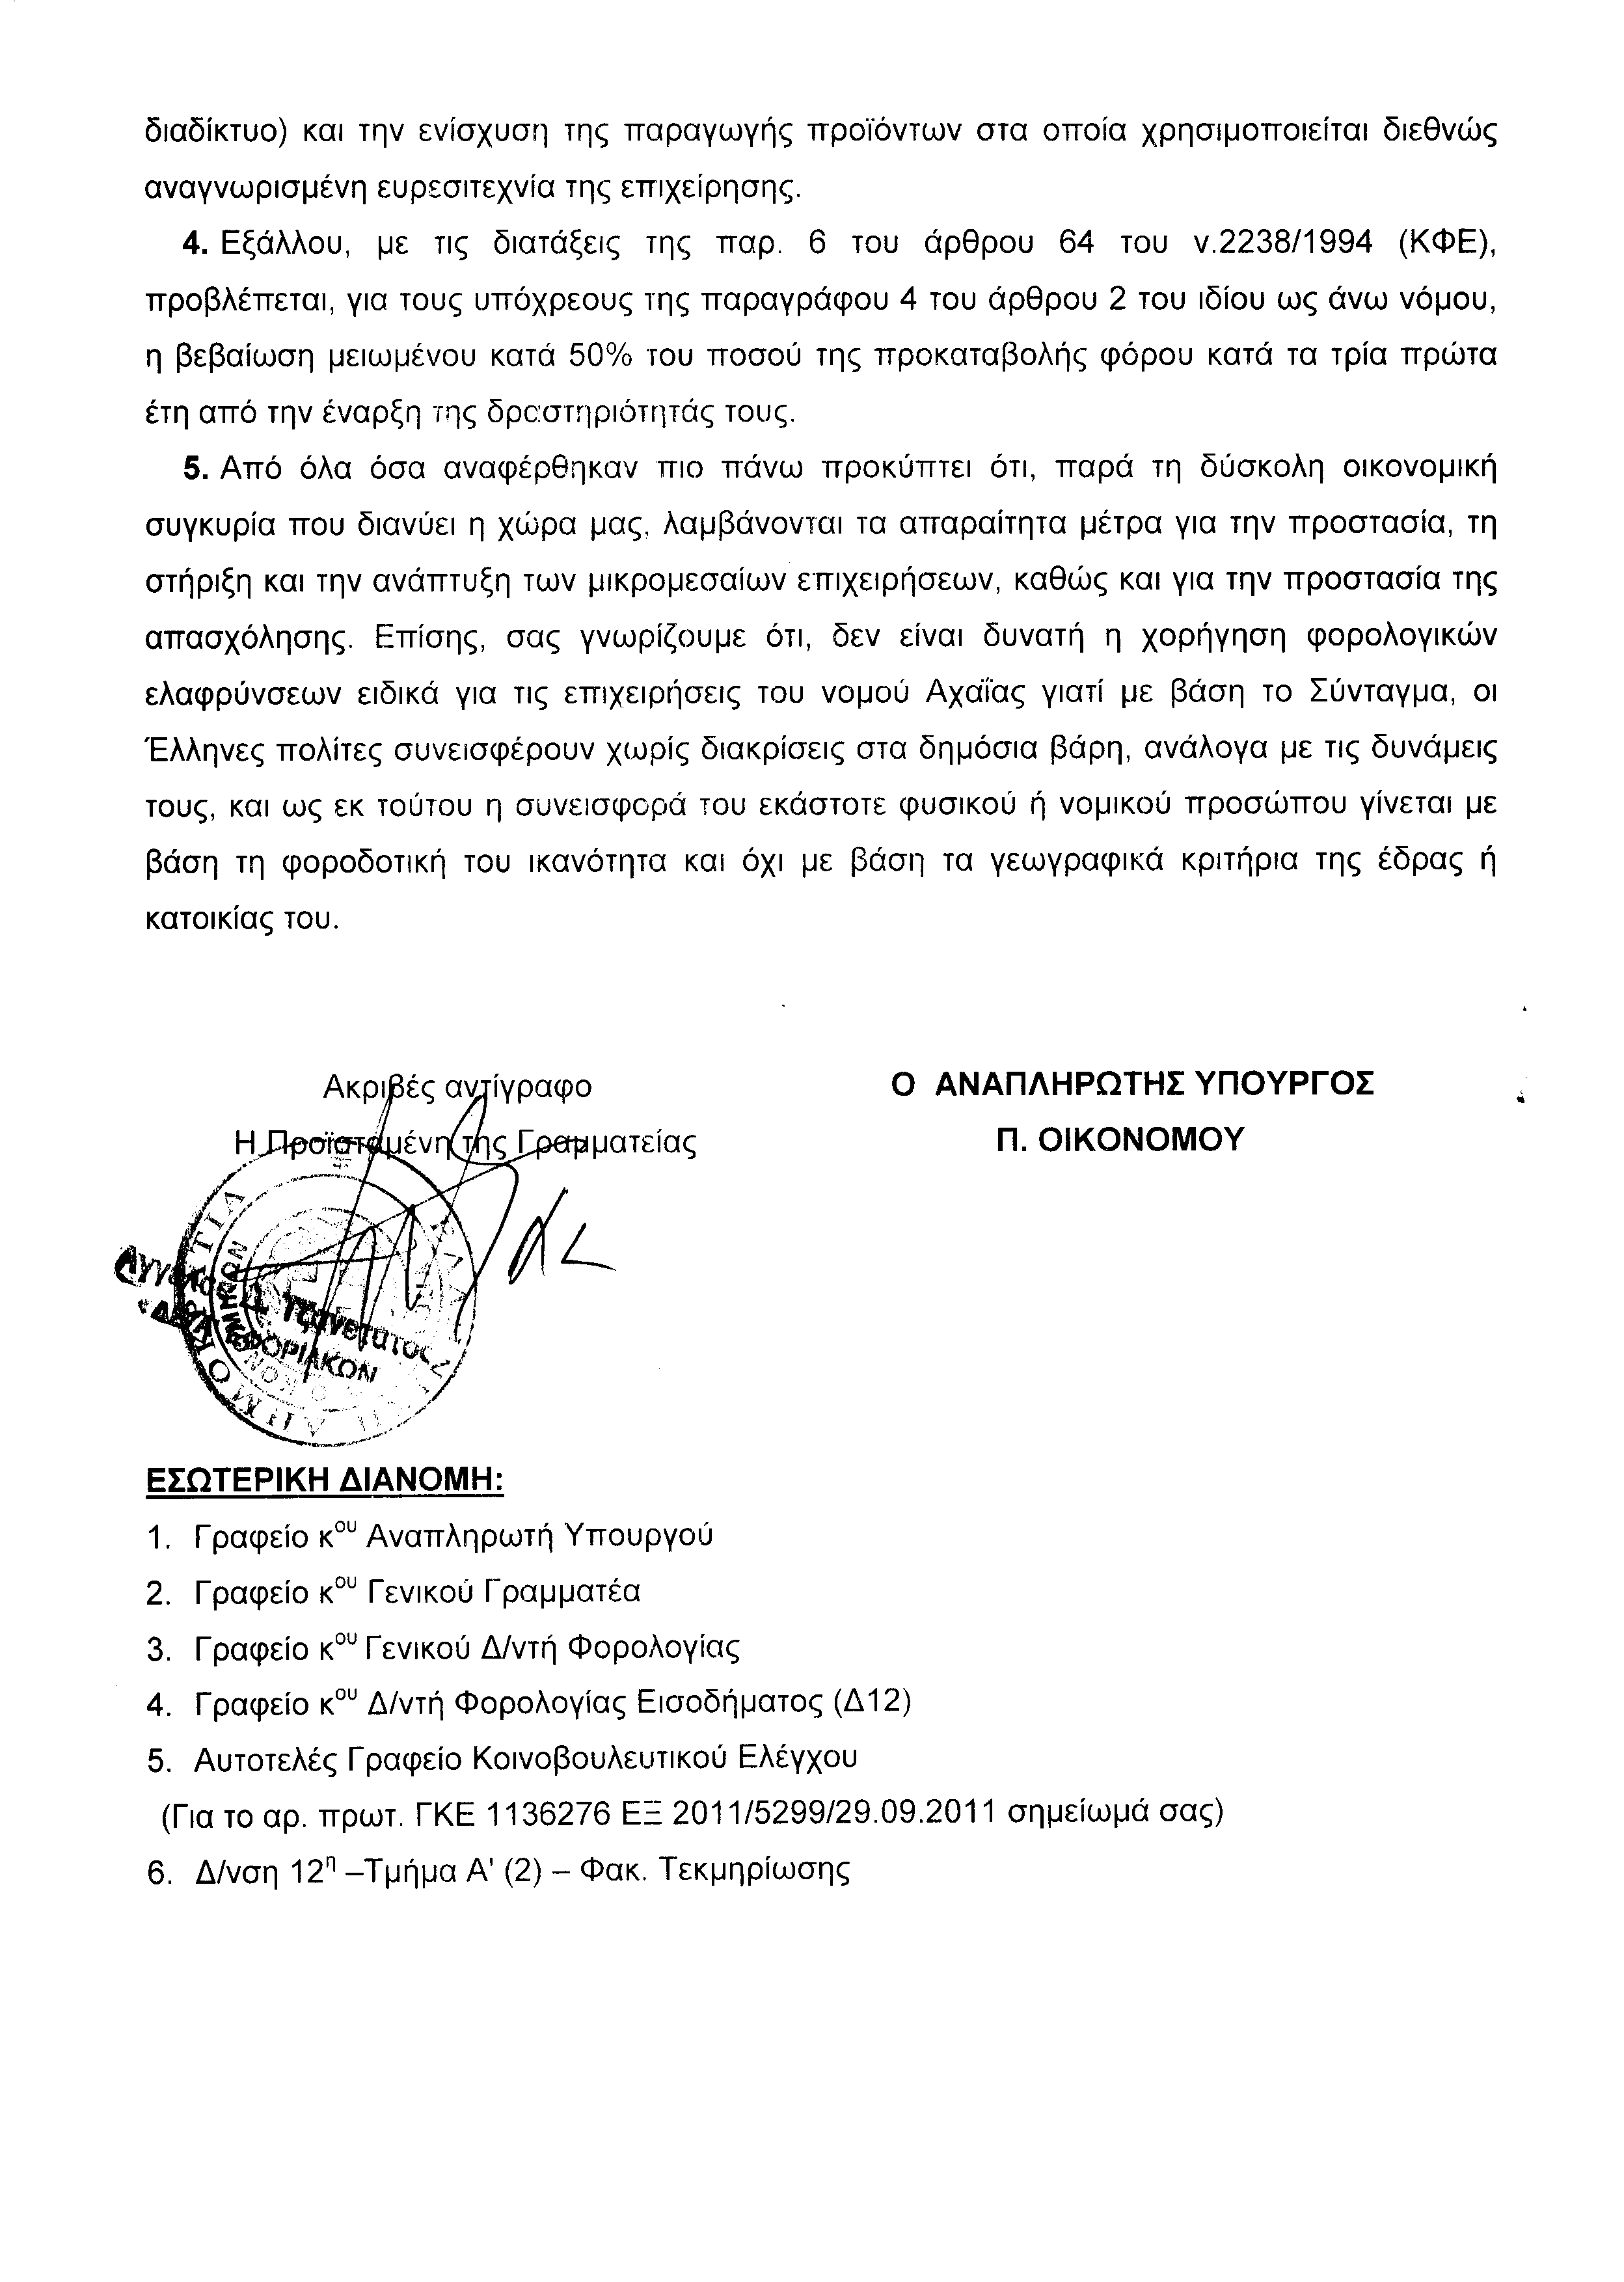 διαδίκτυο) και την ενίσχυση της παραγωγής προϊόντων στα οποία χρησιμοποιείται διεθνώς
αναγνωρισμένη ευρεσιτεχνία της επιχείρησης.
4. Εξάλλου, με τις διατάξεις της παρ. 6 του άρθρου 64 του ν.2238/1994 (ΚΦΕ),
προβλέπεται, για τους υπόχρεους της παραγράφου 4 του άρθρου 2 του ιδίου ως άνω νόμου,
η βεβαίωση μειωμένου κατά 50% του ποσού της προκαταβολής φόρου κατά τα τρία πρώτα
έτη από την έναρξη της δραστηριότητάς τους.
5. Από όλα όσα αναφέρθηκαν πιο πάνω προκύπτει ότι, παρά τη δύσκολη οικονομική
συγκυρία που διανύει η χώρα μας, λαμβάνονται τα απαραίτητα μέτρα για την προστασία, τη
στήριξη και την ανάπτυξη των μικρομεσαίων επιχειρήσεων, καθώς και για την προστασία της
απασχόλησης. Επίσης, σας γνωρίζουμε ότι, δεν είναι δυνατή η χορήγηση φορολογικών
ελαφρύνσεων ειδικά για τις επιχειρήσεις του νομού Αχαΐας γιατί με βάση το Σύνταγμα, οι
Έλληνες πολίτες συνεισφέρουν χωρίς διακρίσεις στα δημόσια βάρη, ανάλογα με τις δυνάμεις
τους, και ως εκ τούτου η συνεισφορά του εκάστοτε φυσικού ή νομικού προσώπου γίνεται με
βάση τη φοροδοτική του ικανότητα και όχι με βάση τα γεωγραφικά κριτήρια της έδρας ή
κατοικίας του.
Ακριβές αντίγραφο
Η Προϊσταμένη της Γραμματείας
Ο ΑΝΑΠΛΗΡΩΤΗΣ ΥΠΟΥΡΓΟΣ
Π. ΟΙΚΟΝΟΜΟΥ
Δ. Τζανετάτος
ΕΦΟΡΙΑΚΩΝ
ΕΣΩΤΕΡΙΚΗ ΔΙΑΝΟΜΗ:
1. Γραφείο κου Αναπληρωτή Υπουργού
2. Γραφείο κου Γενικού Γραμματέα
3. Γραφείο κου Γενικού Δ/ντή Φορολογίας
4. Γραφείο κου Δ/ντή Φορολογίας Εισοδήματος (Δ12)
5. Αυτοτελές Γραφείο Κοινοβουλευτικού Ελέγχου
(Για το αρ. πρωτ. ΓΚΕ 1136276 ΕΞ 2011/5299/29.09.2011 σημείωμά σας)
6. Δ/νση 12η –Τμήμα Α' (2) – Φακ. Τεκμηρίωσης